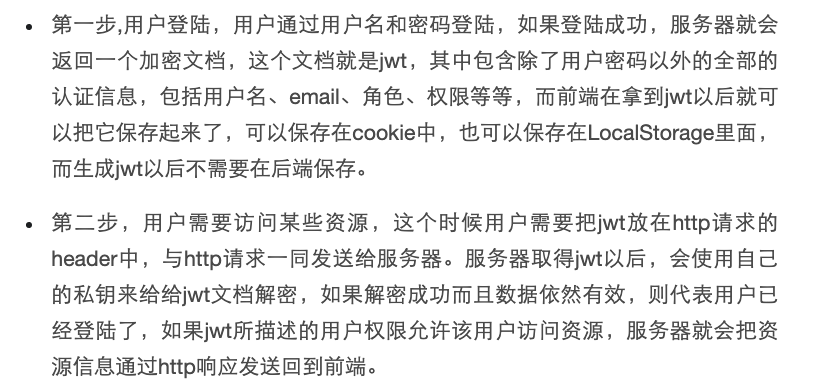 • 第一步,用户登陆，用户通过用户名和密码登陆，如果登陆成功，服务器就会
返回一个加密文档，这个文档就是jwt，其中包含除了用户密码以外的全部的
认证信息，包括用户名、email、角色、权限等等，而前端在拿到jwt以后就可
以把它保存起来了，可以保存在cookie中，也可以保存在LocalStorage里面，
而生成jwt以后不需要在后端保存。
• 第二步，用户需要访问某些资源，这个时候用户需要把jwt放在http请求的
header中，与http请求一同发送给服务器。服务器取得jwt以后，会使用自己
的私钥来给给jwt文档解密，如果解密成功而且数据依然有效，则代表用户已
经登陆了，如果jwt所描述的用户权限允许该用户访问资源，服务器就会把资
源信息通过http响应发送回到前端。